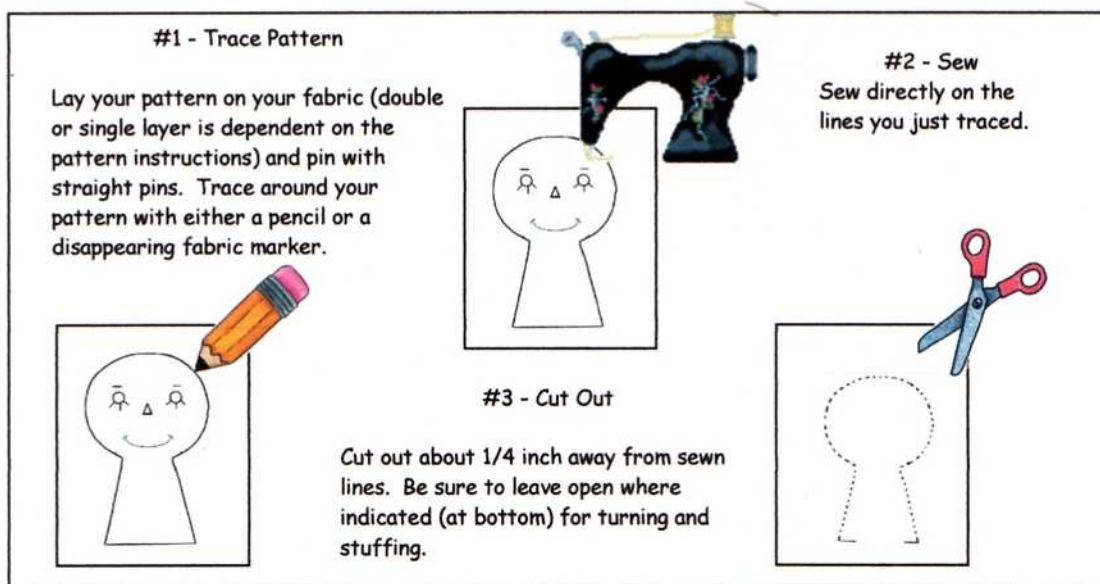 #1 - Trace Pattern
Lay your pattern on your fabric (double
or single layer is dependent on the
pattern instructions) and pin with
straight pins. Trace around your
pattern with either a pencil or a
disappearing fabric marker.
#2 - Sew
Sew directly on the
lines you just traced.
#3 - Cut Out
Cut out about 1/4 inch away from sewn
lines. Be sure to leave open where
indicated (at bottom) for turning and
stuffing.